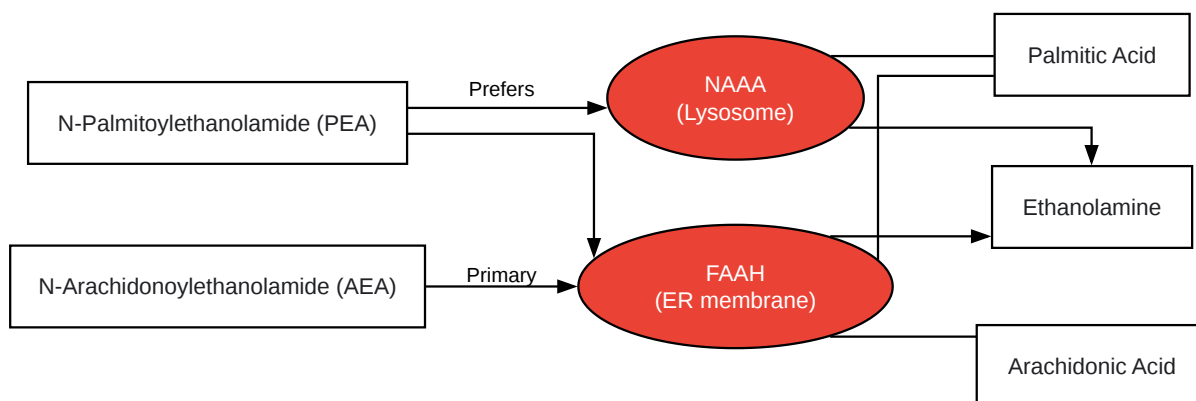 N-Palmitoylethanolamide (PEA)
Prefers
NAAA
(Lysosome)
Palmitic Acid
Ethanolamine
N-Arachidonoylethanolamide (AEA)
Primary
FAAH
(ER membrane)
Arachidonic Acid